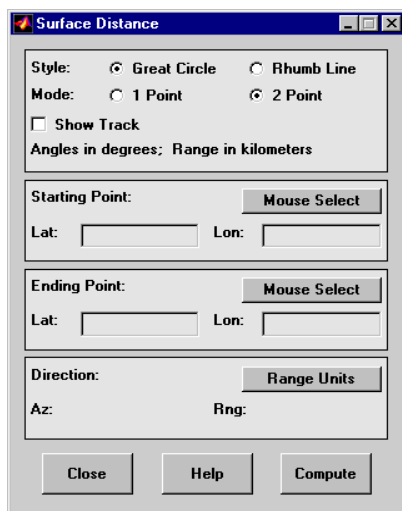 Surface Distance
Style: Great Circle Rhumb Line
Mode: 1 Point 2 Point
Show Track
Angles in degrees; Range in kilometers
Starting Point: Mouse Select
Lat: Lon:
Ending Point: Mouse Select
Lat: Lon:
Direction: Range Units
Az: Rng:
Close Help Compute